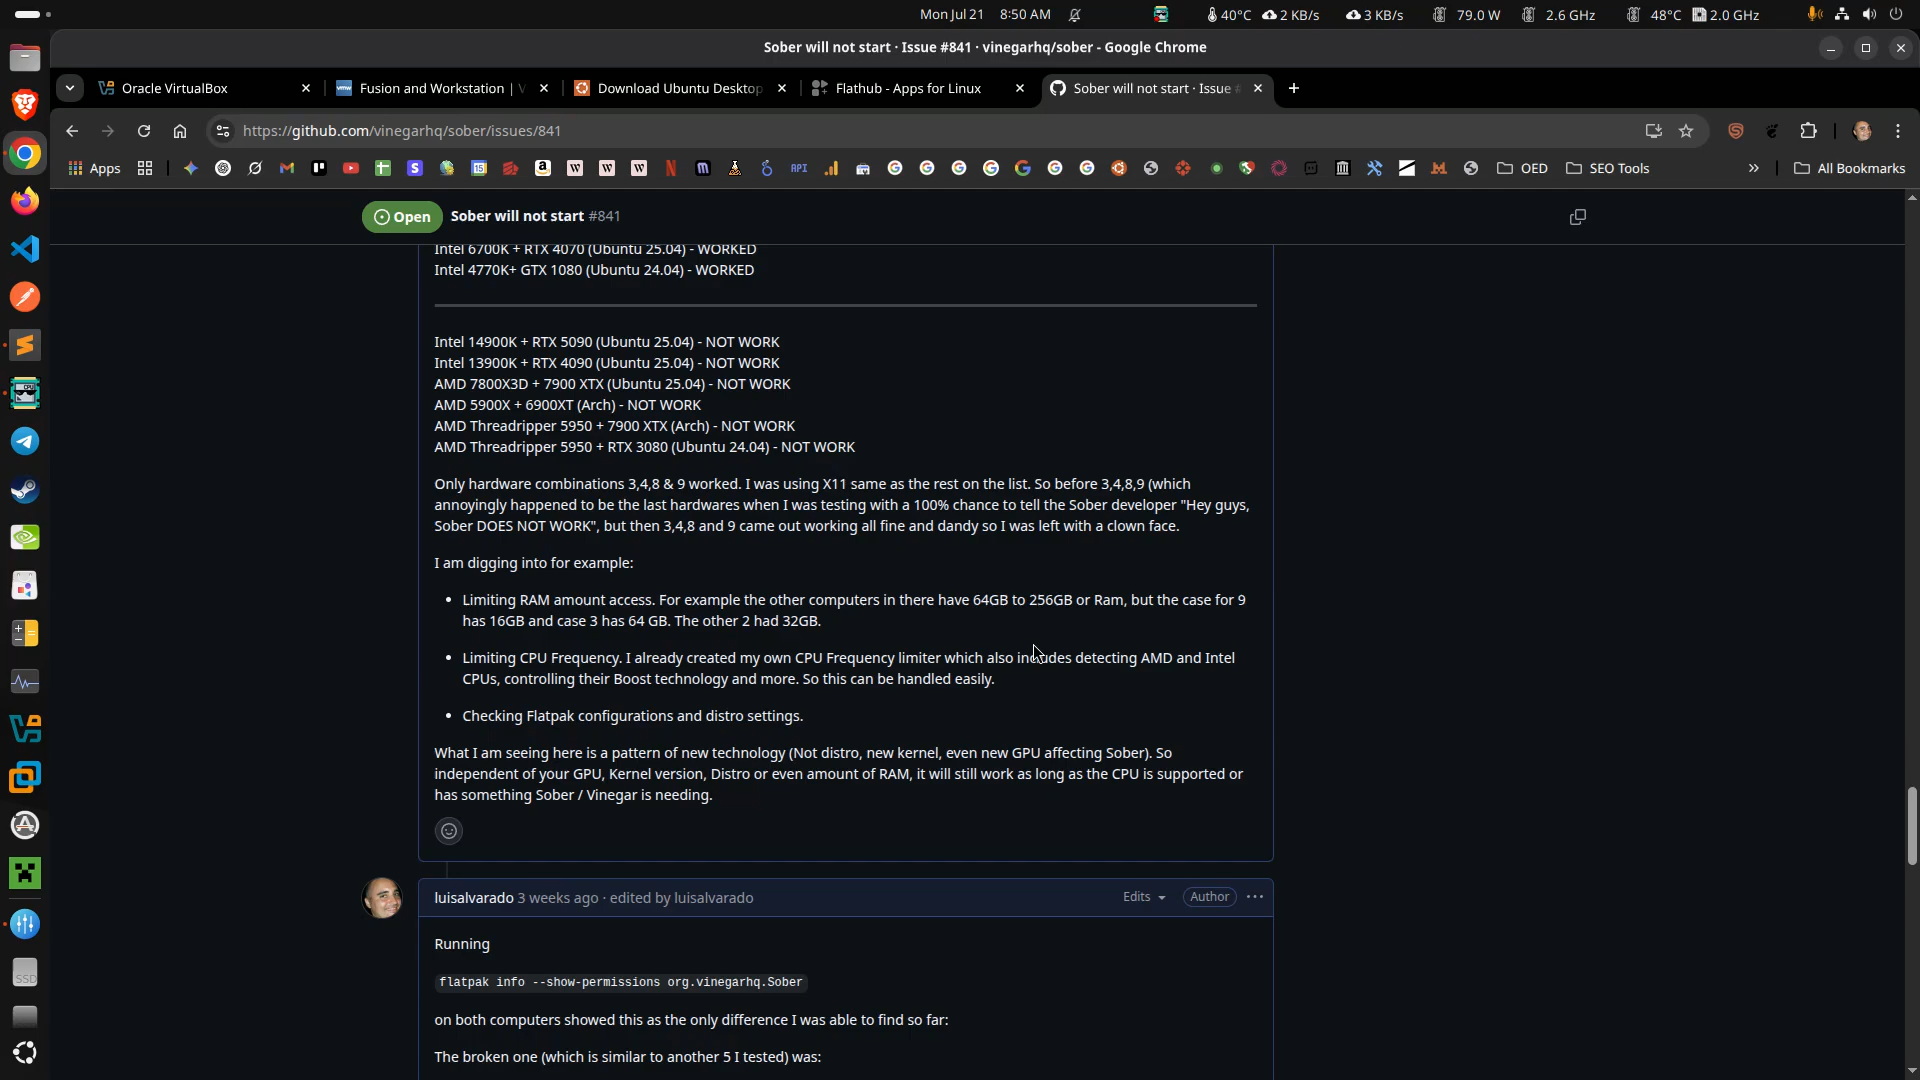 Mon Jul 21 8:50 AM
40°C 2 KB/s 3 KB/s 79.0 W 2.6 GHz 48°C 2.0 GHz
Sober will not start · Issue #841 · vinegarhq/sober - Google Chrome
Oracle VirtualBox
Fusion and Workstation | V
Download Ubuntu Desktop
Flathub - Apps for Linux
Sober will not start · Issue #
https://github.com/vinegarhq/sober/issues/841
Apps
OED
SEO Tools
All Bookmarks
Open Sober will not start #841
Intel 6700K + RTX 4070 (Ubuntu 25.04) - WORKED
Intel 4770K+ GTX 1080 (Ubuntu 24.04) - WORKED
Intel 14900K + RTX 5090 (Ubuntu 25.04) - NOT WORK
Intel 13900K + RTX 4090 (Ubuntu 25.04) - NOT WORK
AMD 7800X3D + 7900 XTX (Ubuntu 25.04) - NOT WORK
AMD 5900X + 6900XT (Arch) - NOT WORK
AMD Threadripper 5950 + 7900 XTX (Arch) - NOT WORK
AMD Threadripper 5950 + RTX 3080 (Ubuntu 24.04) - NOT WORK
Only hardware combinations 3,4,8 & 9 worked. I was using X11 same as the rest on the list. So before 3,4,8,9 (which
annoyingly happened to be the last hardwares when I was testing with a 100% chance to tell the Sober developer "Hey guys,
Sober DOES NOT WORK", but then 3,4,8 and 9 came out working all fine and dandy so I was left with a clown face.
I am digging into for example:
• Limiting RAM amount access. For example the other computers in there have 64GB to 256GB or Ram, but the case for 9
has 16GB and case 3 has 64 GB. The other 2 had 32GB.
• Limiting CPU Frequency. I already created my own CPU Frequency limiter which also includes detecting AMD and Intel
CPUs, controlling their Boost technology and more. So this can be handled easily.
• Checking Flatpak configurations and distro settings.
What I am seeing here is a pattern of new technology (Not distro, new kernel, even new GPU affecting Sober). So
independent of your GPU, Kernel version, Distro or even amount of RAM, it will still work as long as the CPU is supported or
has something Sober / Vinegar is needing.
luisalvarado 3 weeks ago · edited by luisalvarado
Edits
Author
Running
flatpak info --show-permissions org.vinegarhq.Sober
on both computers showed this as the only difference I was able to find so far:
The broken one (which is similar to another 5 I tested) was: